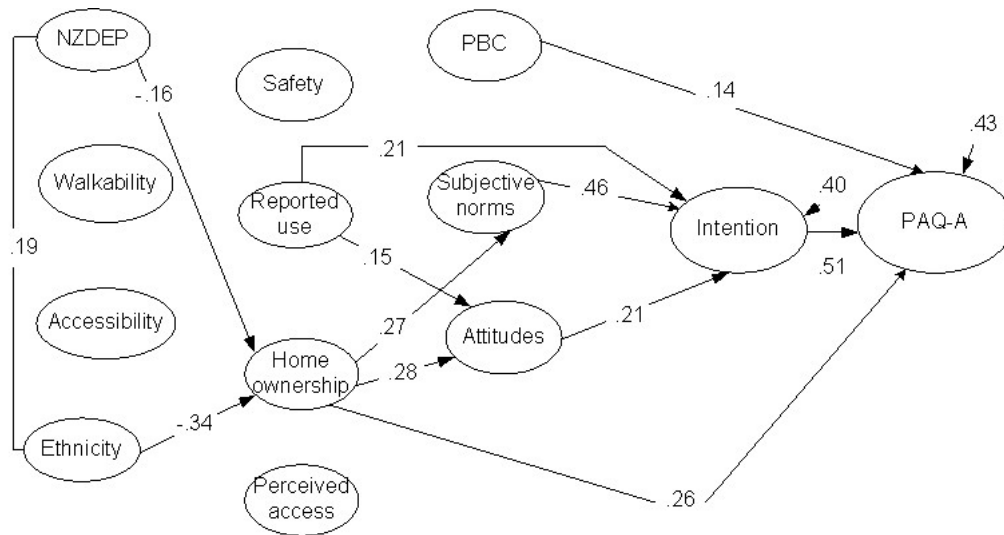 NZDEP
PBC
Safety
-.16
.14
.43
Walkability
.21
Reported
use
Subjective
norms
.46
.40
Intention
PAQ-A
.19
.15
.51
Accessibility
.27
Attitudes
.21
Home
ownership
.28
Ethnicity
-.34
Perceived
access
.26